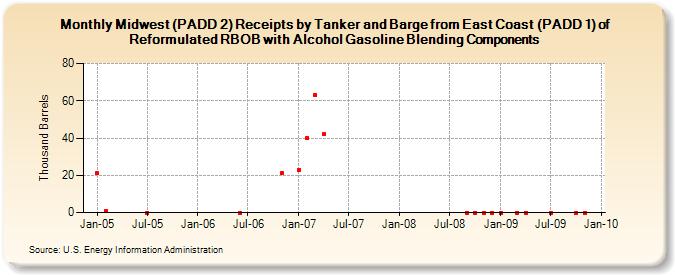 Monthly Midwest (PADD 2) Receipts by Tanker and Barge from East Coast (PADD 1) of
Reformulated RBOB with Alcohol Gasoline Blending Components
Thousand Barrels
80
60
40
20
0
Jan-05 Jul-05 Jan-06 Jul-06 Jan-07 Jul-07 Jan-08 Jul-08 Jan-09 Jul-09 Jan-10
Source: U.S. Energy Information Administration